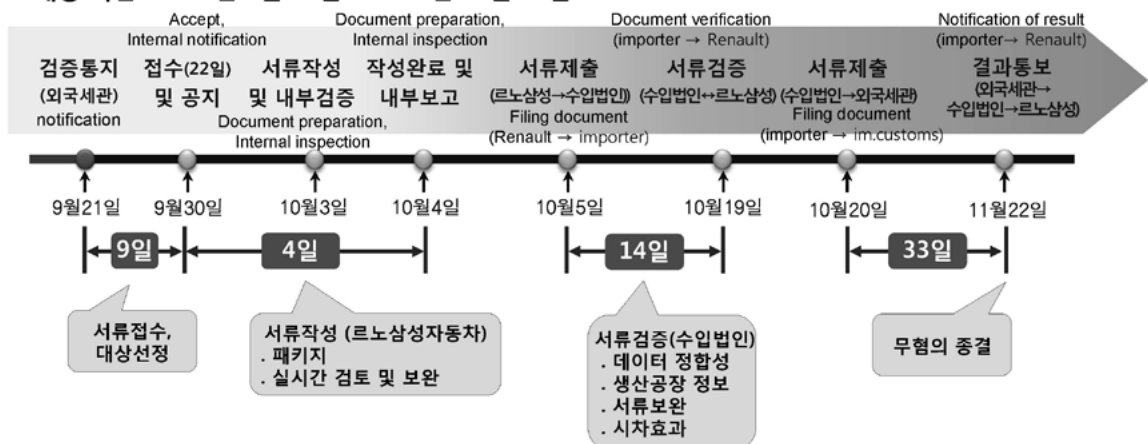 Accept,
Internal notification
Document preparation,
Internal inspection
Document verification
(importer → Renault)
Notification of result
(importer → Renault)
검증통지
(외국세관)
notification
접수(22일)
및 공지
서류작성
및 내부검증
Document preparation,
Internal inspection
작성완료 및
내부보고
서류제출
(르노삼성→수입법인))
Filing document
(Renault → importer)
서류검증
(수입법인↔르노삼성)
서류제출
(수입법인→외국세관)
Filing document
(importer → im.customs)
결과통보
(외국세관→
수입법인→르노삼성)
9월21일
9월30일
10월3일
10월4일
10월5일
10월19일
10월20일
11월22일
9일
4일
14일
33일
서류접수,
대상선정
서류작성 (르노삼성자동차)
. 패키지
. 실시간 검토 및 보완
서류검증(수입법인)
. 데이터 정합성
. 생산공장 정보
. 서류보완
. 시차효과
무혐의 종결